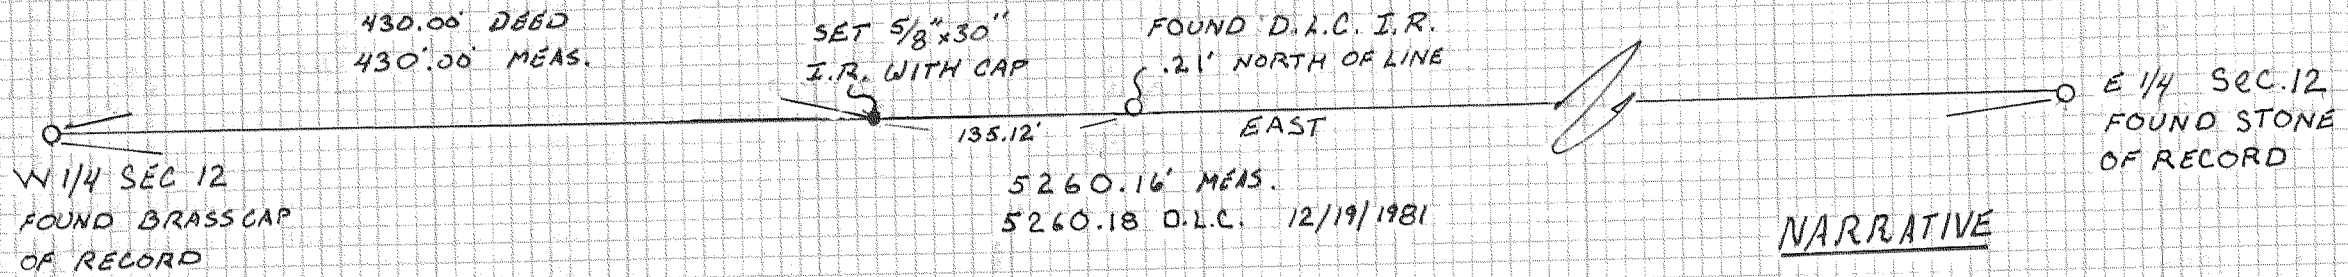 430.00' DEED
430.00' MEAS.
SET 5/8"x30"
I.R. WITH CAP
FOUND D.L.C. I.R.
.21' NORTH OF LINE
E 1/4 SEC.12
FOUND STONE
OF RECORD
135.12'
EAST
W 1/4 SEC 12
FOUND BRASS CAP
OF RECORD
5260.16' MEAS.
5260.18 D.L.C. 12/19/1981
NARRATIVE